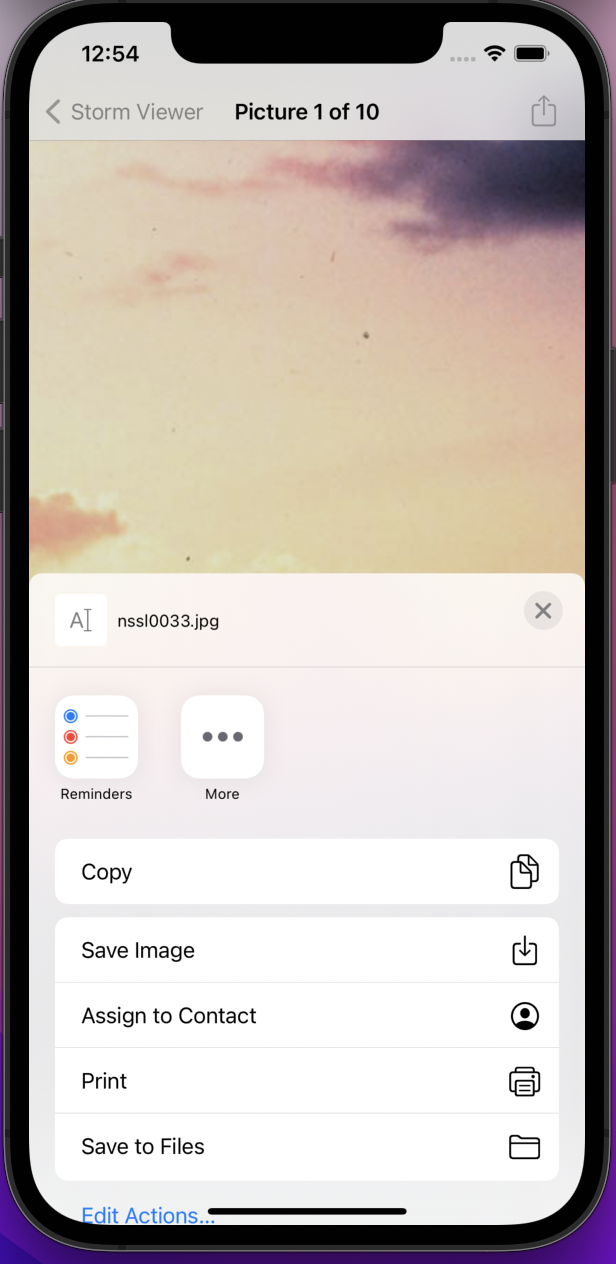 12:54
Storm Viewer Picture 1 of 10
A
nssl0033.jpg
Reminders More
Copy
Save Image
Assign to Contact
Print
Save to Files
Edit Actions...